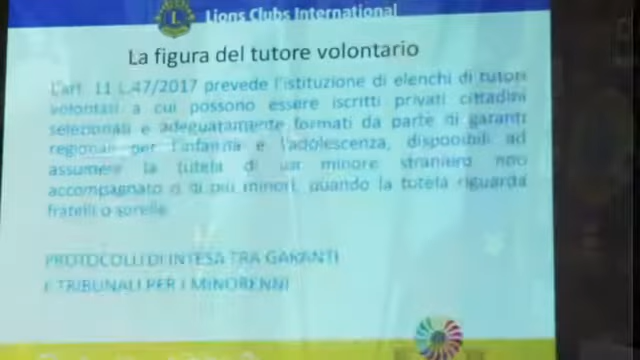 Lions Clubs International
La figura del tutore volontario
L'art. 11 L.47/2017 prevede l'istituzione di elenchi di tutori
volontari a cui possono essere iscritti privati cittadini
selezionati e adeguatamente formati da parte di garanti
regionali per l'infanzia e l'adolescenza, disponibili ad
assumere la tutela di un minore straniero non
accompagnato o di più minori, quando la tutela riguarda
fratelli o sorelle
PROTOCOLLI DI INTESA TRA GARANTI
E TRIBUNALI PER I MINORENNI